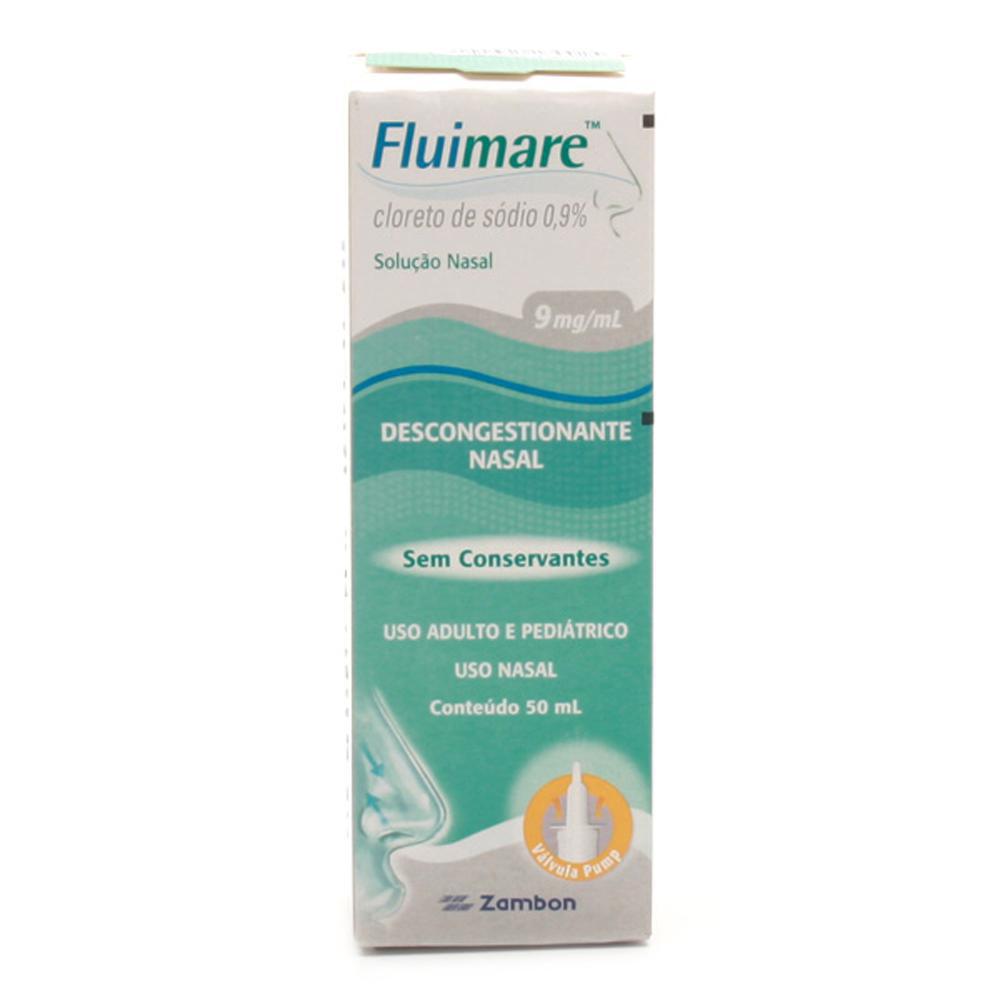 Fluimare™
cloreto de sódio 0,9%
Solução Nasal
9 mg/mL
DESCONGESTIONANTE
NASAL
Sem Conservantes
USO ADULTO E PEDIÁTRICO
USO NASAL
Conteúdo 50 mL
Válvula Pump
Zambon